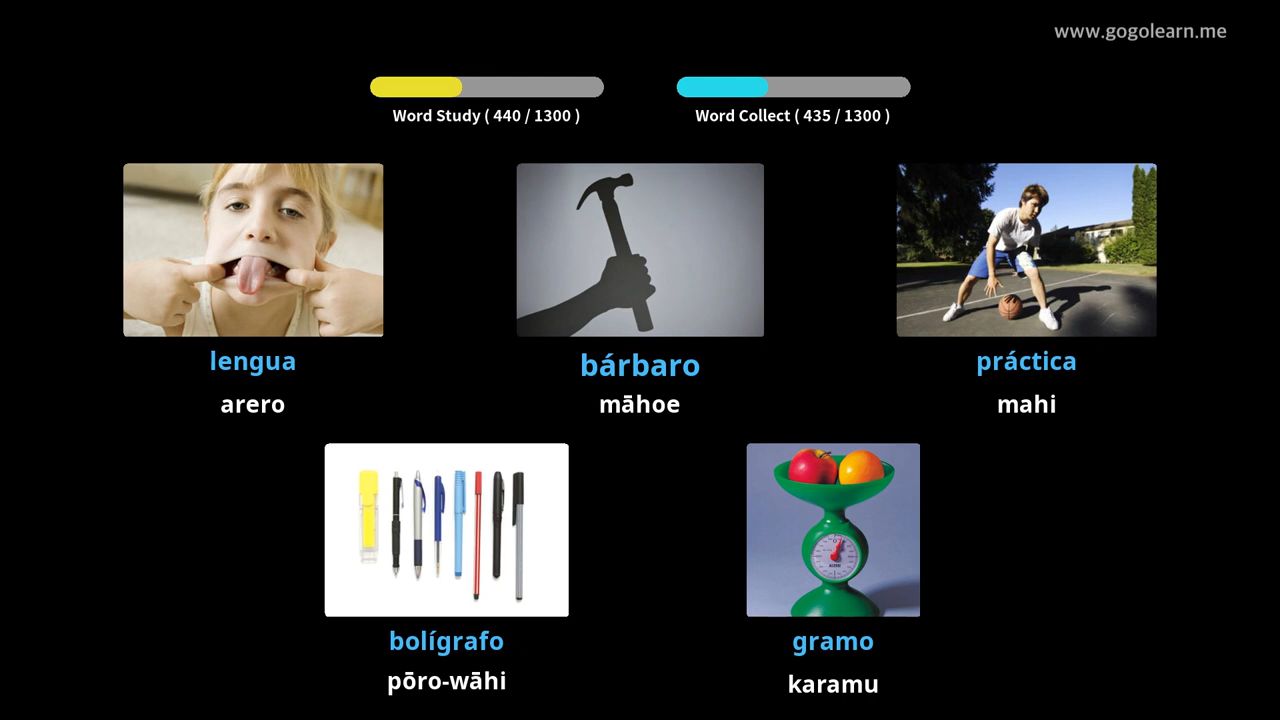 www.gogolearn.me
Word Study ( 440 / 1300 )
Word Collect ( 435 / 1300 )
lengua
arero
bárbaro
māhoe
práctica
mahi
bolígrafo
pōro-wāhi
gramo
karamu